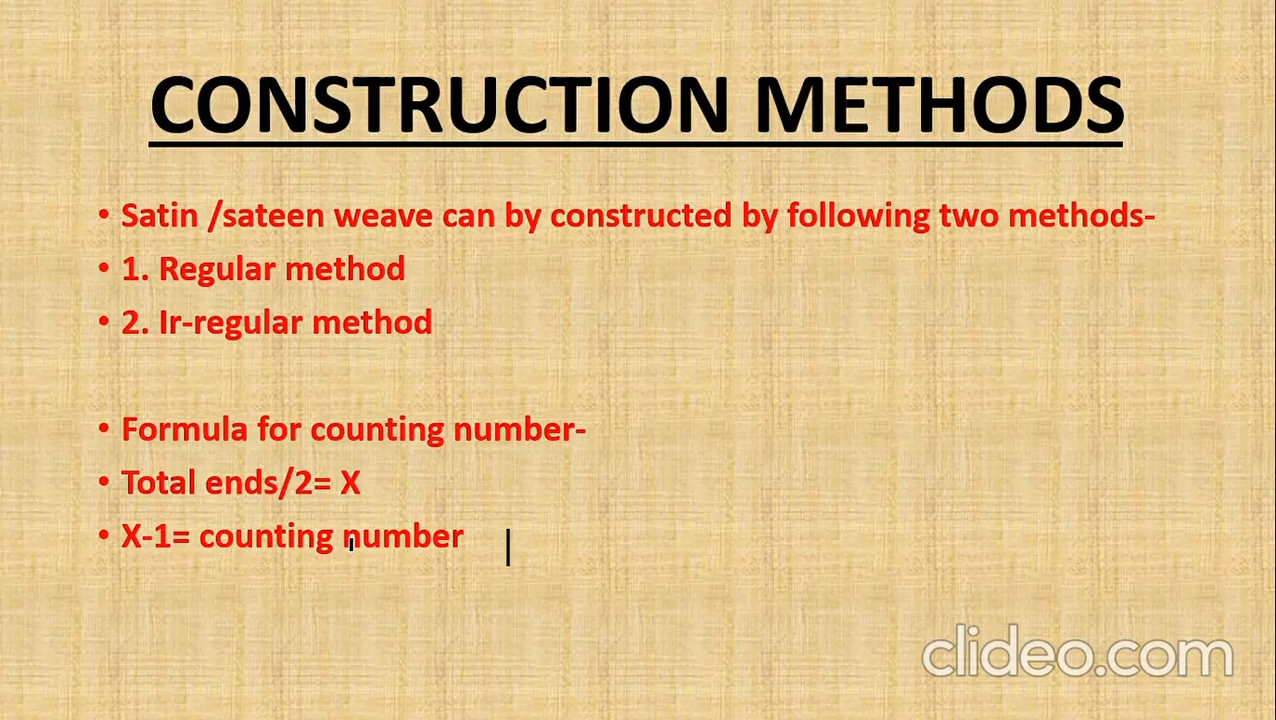 CONSTRUCTION METHODS
• Satin /sateen weave can by constructed by following two methods-
• 1. Regular method
• 2. Ir-regular method
• Formula for counting number-
• Total ends/2= X
• X-1= counting number
clideo.com